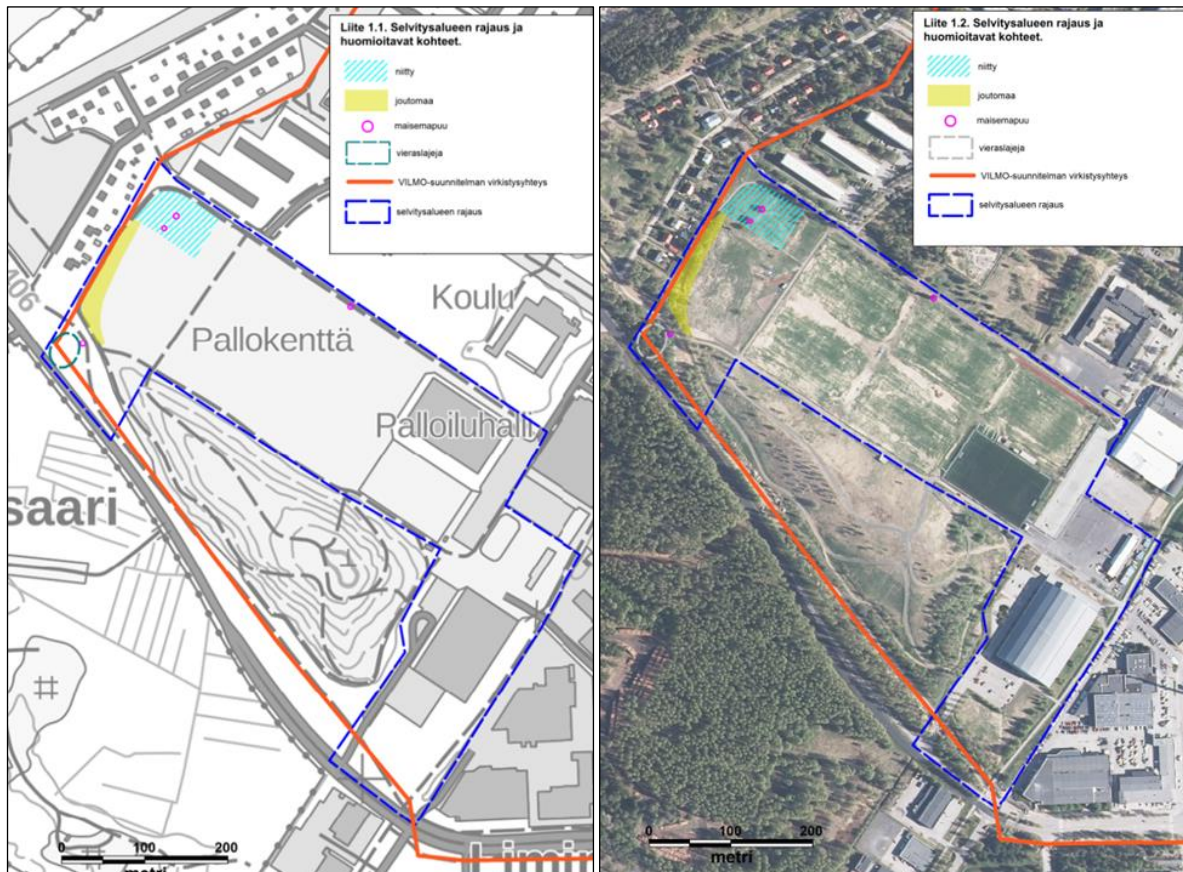 Liite 1.1. Selvitysalueen rajaus ja
huomioitavat kohteet.
niitty
joutomaa
maisemapuu
vieraslajeja
VILMO-suunnitelman virkistysyhteys
selvitysalueen rajaus
106
Koulu
Pallokenttä
Palloiluhalli
saari
Limin
0 100 200
metri
Liite 1.2. Selvitysalueen rajaus ja
huomioitavat kohteet.
niitty
joutomaa
maisemapuu
vieraslajeja
VILMO-suunnitelman virkistysyhteys
selvitysalueen rajaus
0 100 200
metri